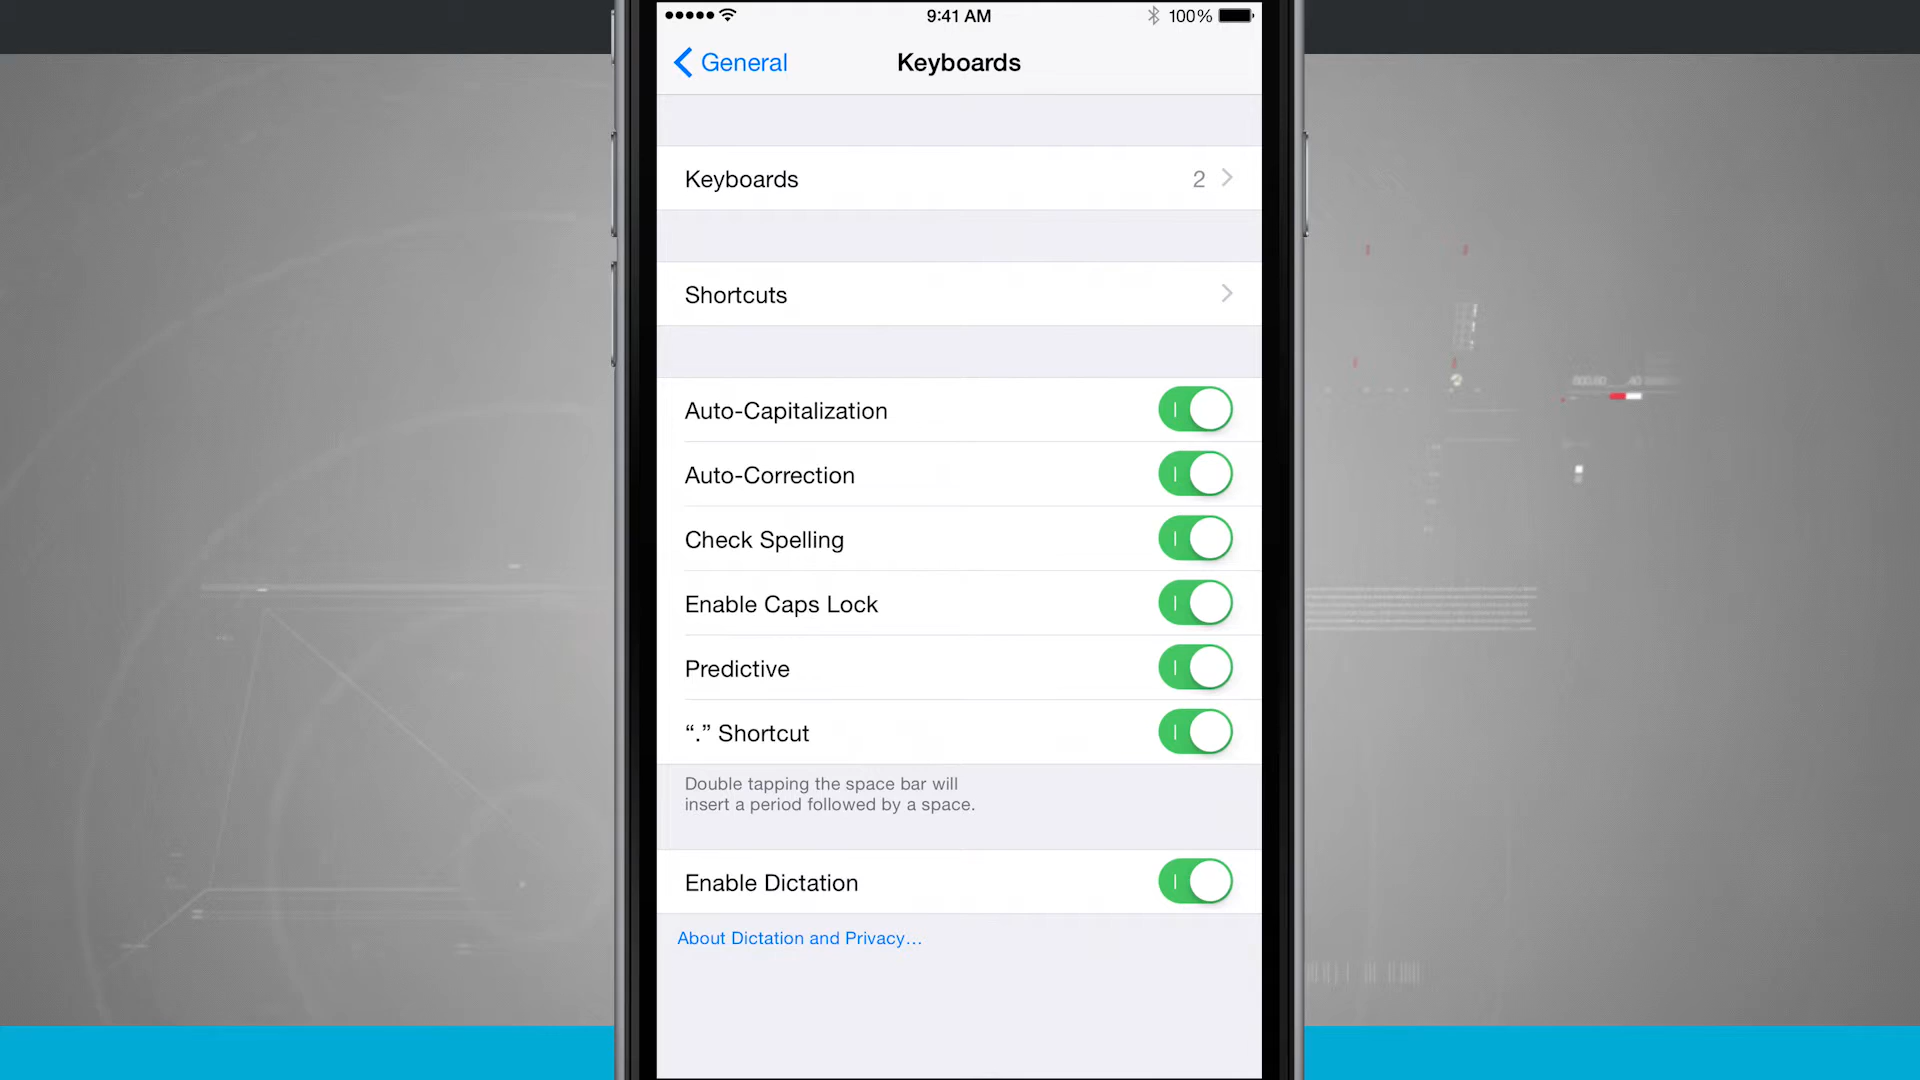 9:41 AM
100%
General
Keyboards
Keyboards
2
Shortcuts
Auto-Capitalization
Auto-Correction
Check Spelling
Enable Caps Lock
Predictive
“.” Shortcut
Double tapping the space bar will
insert a period followed by a space.
Enable Dictation
About Dictation and Privacy…